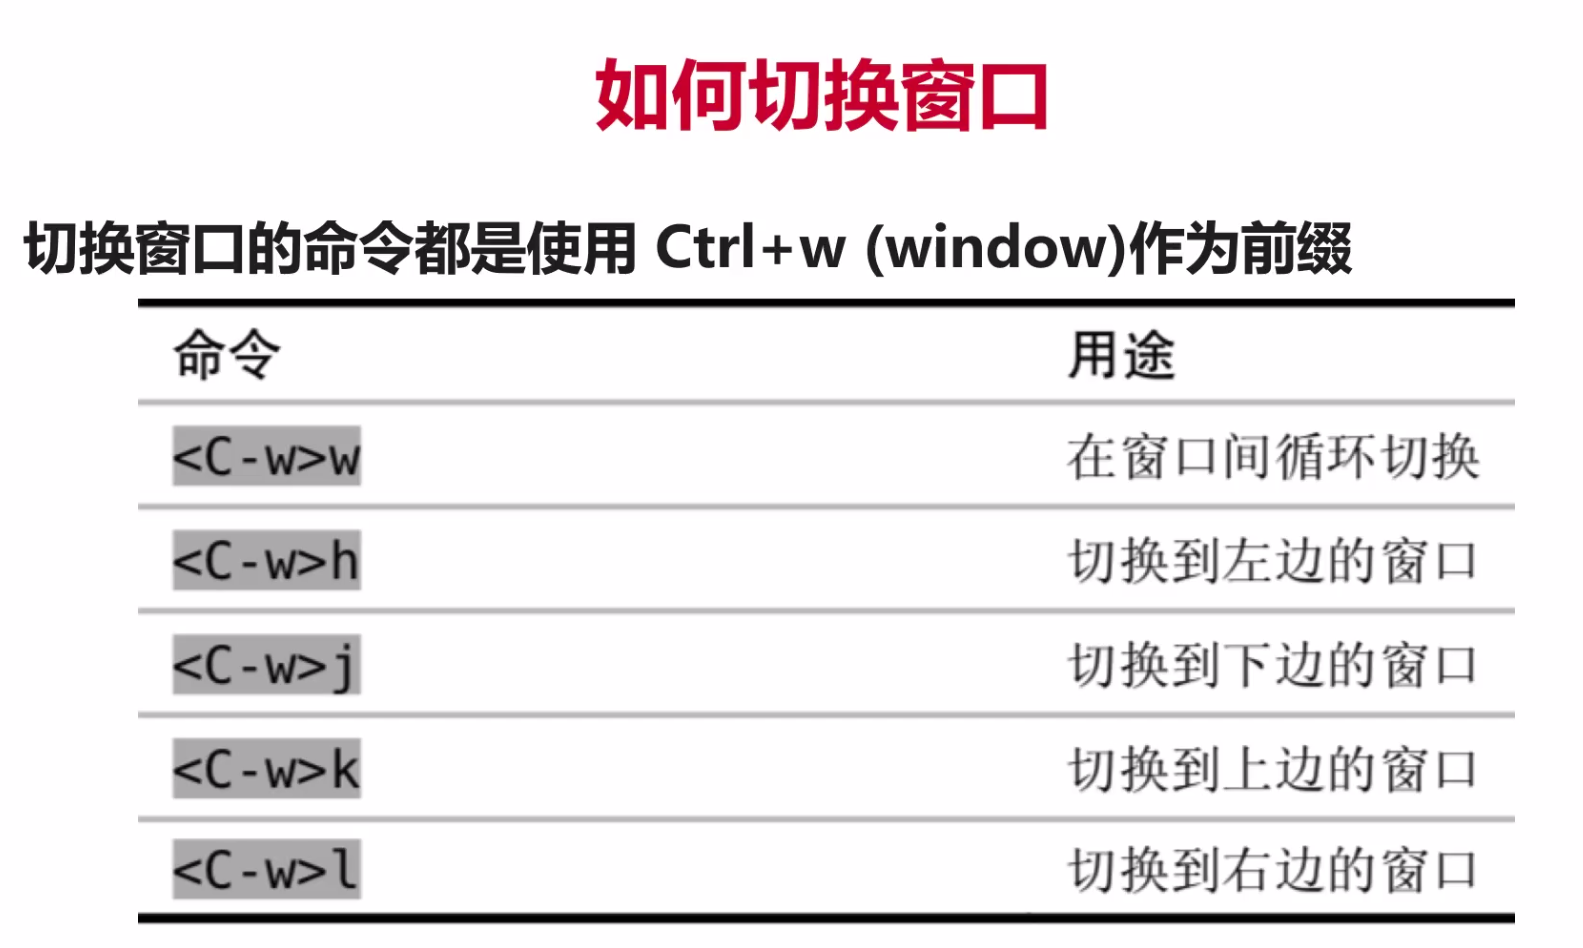 如何切换窗口
切换窗口的命令都是使用 Ctrl+w (window)作为前缀
命令 用途
<C-w>w 在窗口间循环切换
<C-w>h 切换到左边的窗口
<C-w>j 切换到下边的窗口
<C-w>k 切换到上边的窗口
<C-w>l 切换到右边的窗口